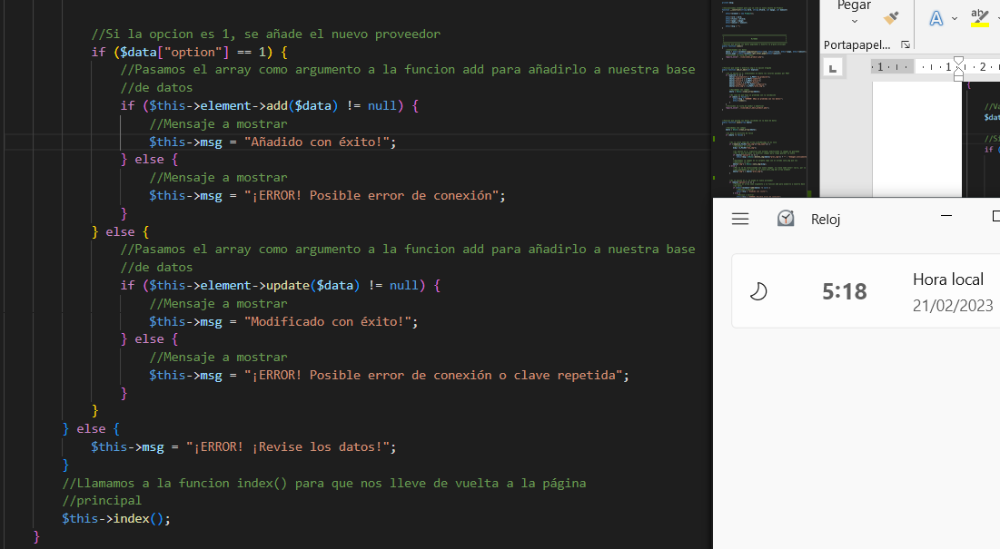 //Si la opcion es 1, se añade el nuevo proveedor
if ($data["option"] == 1) {
//Pasamos el array como argumento a la funcion add para añadirlo a nuestra base
//de datos
if ($this->element->add($data) != null) {
//Mensaje a mostrar
$this->msg = "Añadido con éxito!";
} else {
//Mensaje a mostrar
$this->msg = "¡ERROR! Posible error de conexión";
}
} else {
//Pasamos el array como argumento a la funcion add para añadirlo a nuestra base
//de datos
if ($this->element->update($data) != null) {
//Mensaje a mostrar
$this->msg = "Modificado con éxito!";
} else {
//Mensaje a mostrar
$this->msg = "¡ERROR! Posible error de conexión o clave repetida";
}
}
} else {
$this->msg = "¡ERROR! ¡Revise los datos!";
}
//Llamamos a la funcion index() para que nos lleve de vuelta a la página
//principal
$this->index();
}
Pegar
A
ab
Portapapel...
1 1 2
{
//Va
$dat
//Si
if (
Reloj
5:18
Hora local
21/02/2023